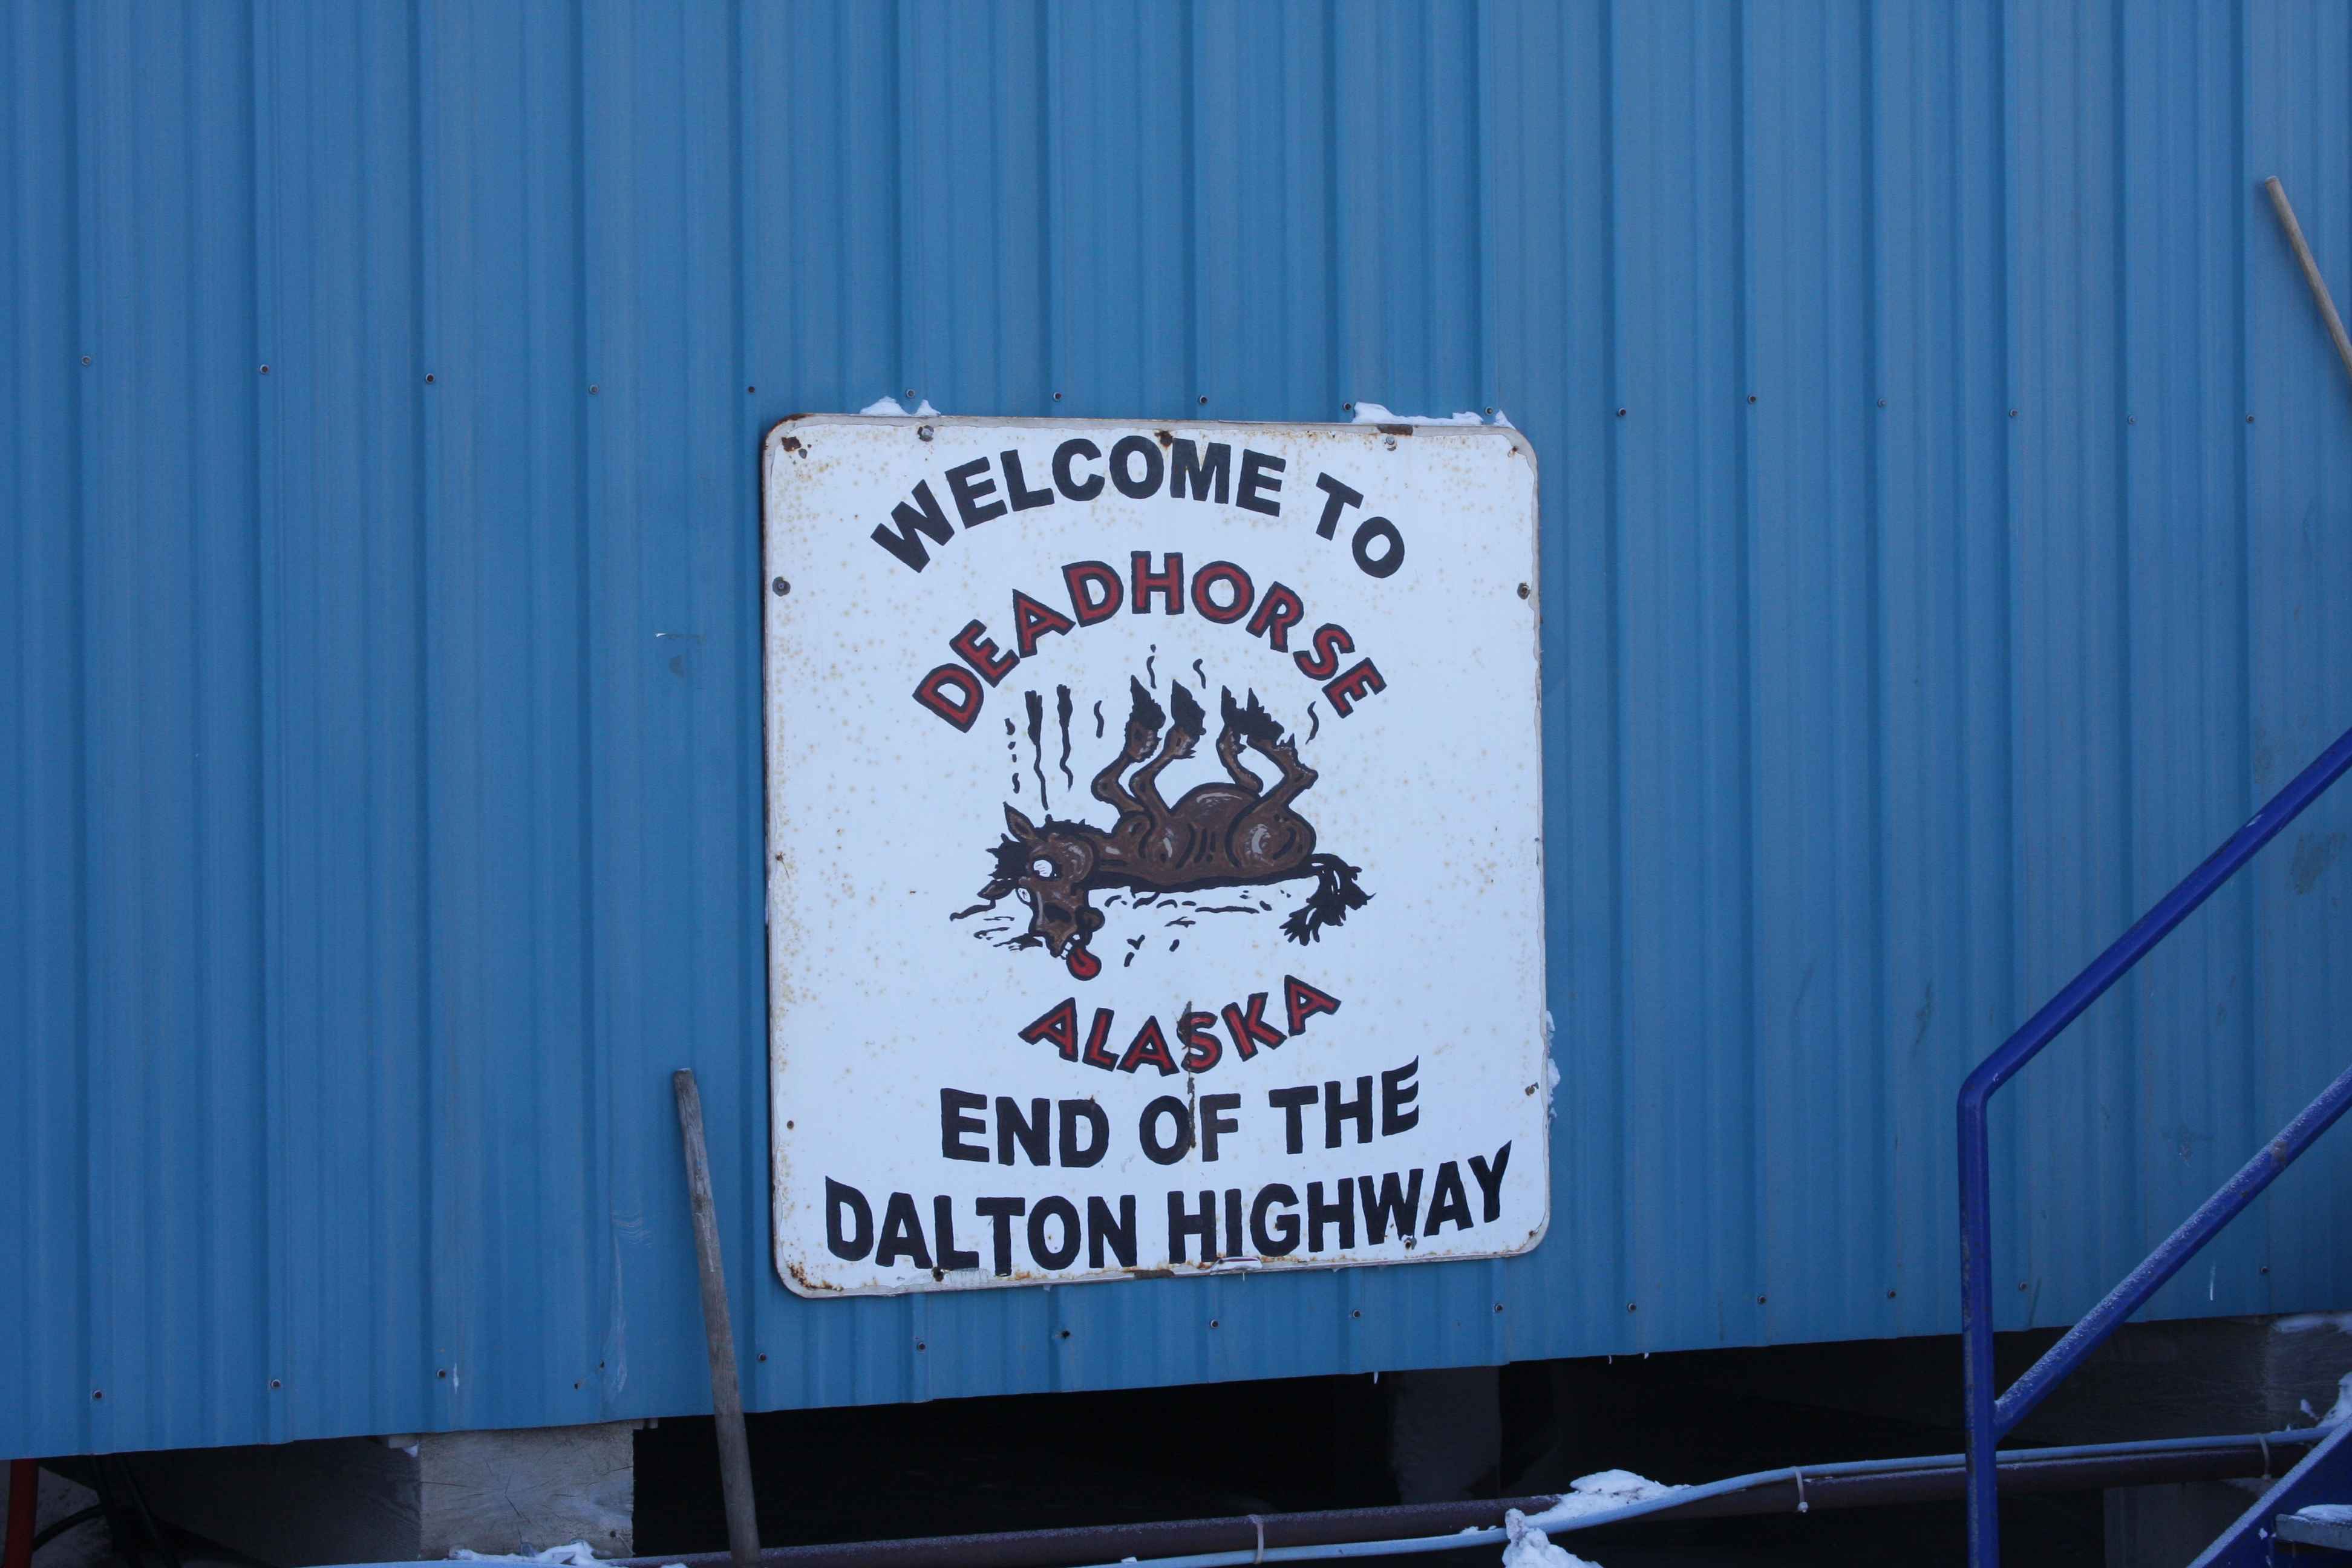 WELCOME TO
DEADHORSE
ALASKA
END OF THE
DALTON HIGHWAY